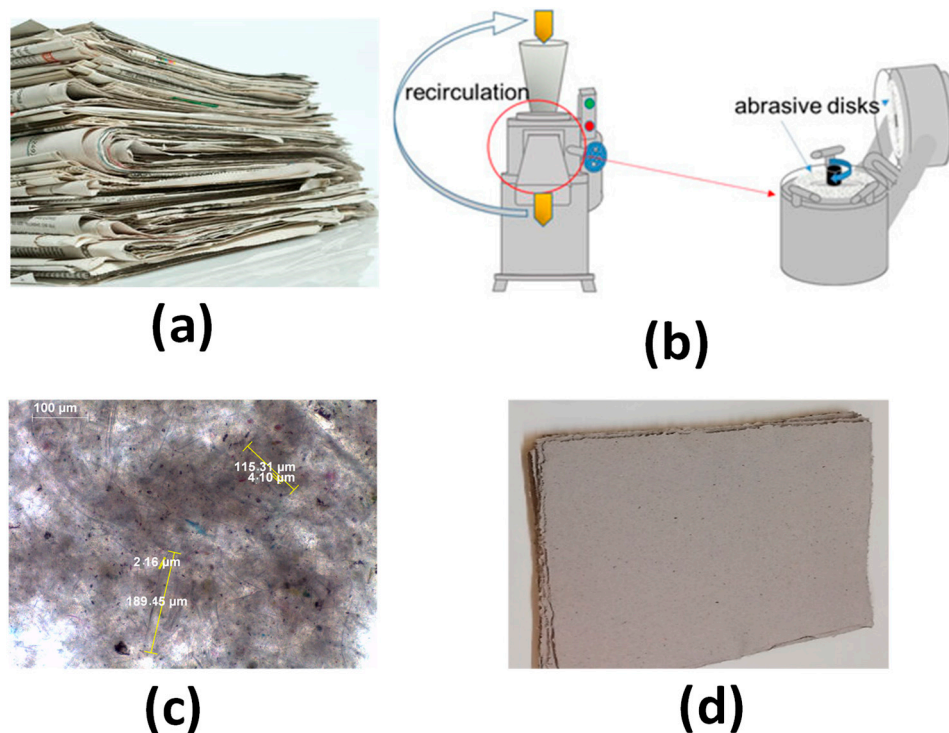 recirculation
abrasive disks
(a)
(b)
100 µm
115.31 µm
4.10 µm
2.16 µm
189.45 µm
(c)
(d)